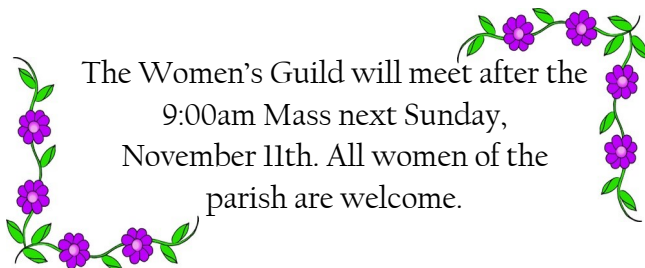 The Women's Guild will meet after the
9:00am Mass next Sunday,
November 11th. All women of the
parish are welcome.